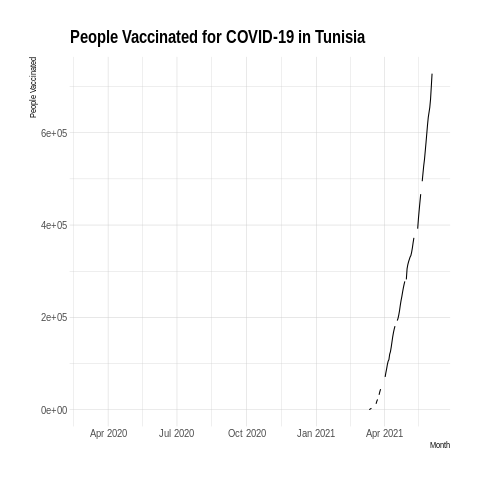 People Vaccinated for COVID-19 in Tunisia
People Vaccinated
6e+05
4e+05
2e+05
0e+00
Apr 2020 Jul 2020 Oct 2020 Jan 2021 Apr 2021
Month